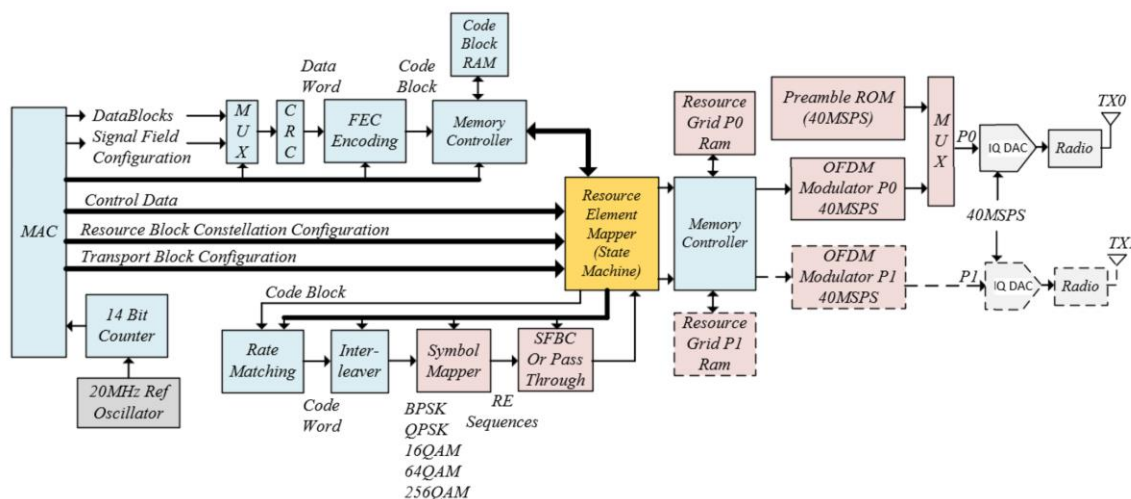 Code
Block
RAM
Data
Word
Code
Block
DataBlocks
Signal Field
Configuration
M
U
X
C
R
C
FEC
Encoding
Memory
Controller
Resource
Grid P0
Ram
Preamble ROM
(40MSPS)
M
U
X
P0
IQ DAC
Radio
TX0
MAC
Control Data
Resource Block Constellation Configuration
Transport Block Configuration
Resource
Element
Mapper
(State
Machine)
Memory
Controller
OFDM
Modulator P0
40MSPS
40MSPS
OFDM
Modulator P1
40MSPS
P1
IQ DAC
Radio
14 Bit
Counter
20MHz Ref
Oscillator
Code Block
Rate
Matching
Inter-
leaver
Symbol
Mapper
SFBC
Or Pass
Through
Resource
Grid P1
Ram
Code
Word
RE
Sequences
BPSK
QPSK
16QAM
64QAM
256QAM